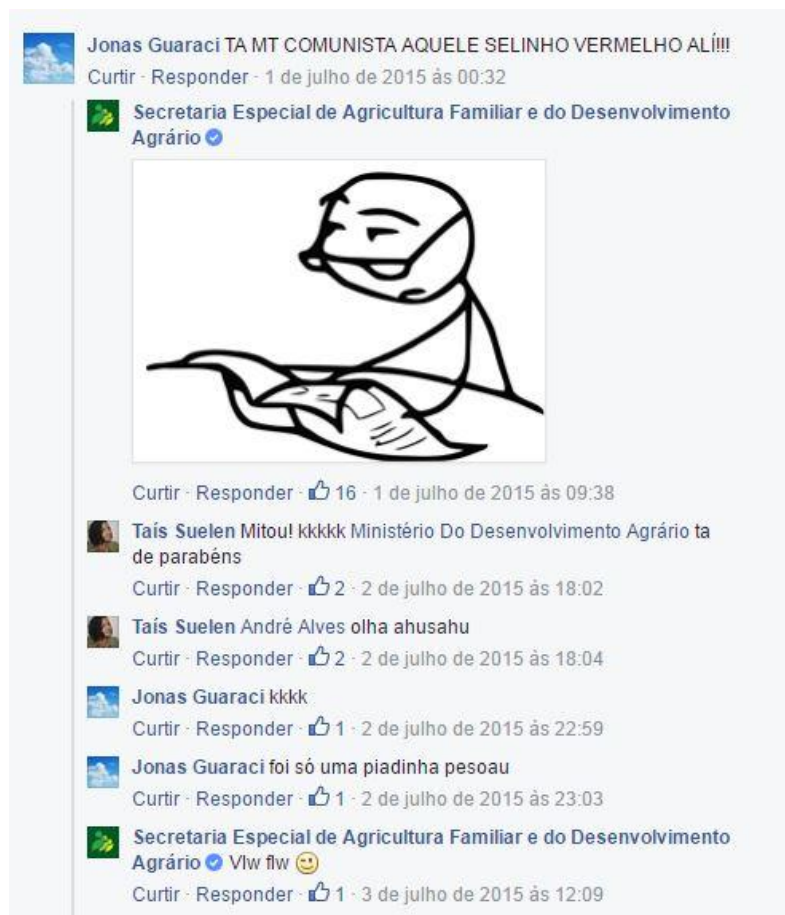 Jonas Guaraci TA MT COMUNISTA AQUELE SELINHO VERMELHO ALÍ!!!
Curtir · Responder · 1 de julho de 2015 às 00:32
Secretaria Especial de Agricultura Familiar e do Desenvolvimento
Agrário
Curtir · Responder · 16 · 1 de julho de 2015 às 09:38
Taís Suelen Mitou! kkkkk Ministério Do Desenvolvimento Agrário ta
de parabéns
Curtir · Responder · 2 · 2 de julho de 2015 às 18:02
Taís Suelen André Alves olha ahusahu
Curtir · Responder · 2 · 2 de julho de 2015 às 18:04
Jonas Guaraci kkkk
Curtir · Responder · 1 · 2 de julho de 2015 às 22:59
Jonas Guaraci foi só uma piadinha pesoau
Curtir · Responder · 1 · 2 de julho de 2015 às 23:03
Secretaria Especial de Agricultura Familiar e do Desenvolvimento
Agrário Vlw flw
Curtir · Responder · 1 · 3 de julho de 2015 às 12:09